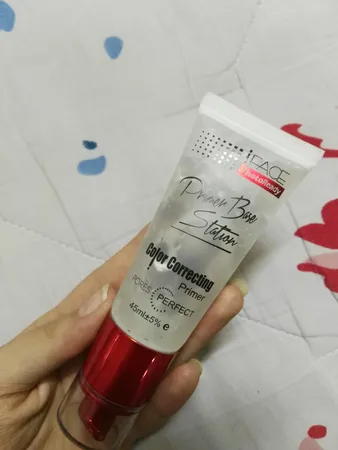 iFACE
PhotoReady
Primer Base
Station
Color Correcting
Primer
PORES PERFECT
45ml±5% e